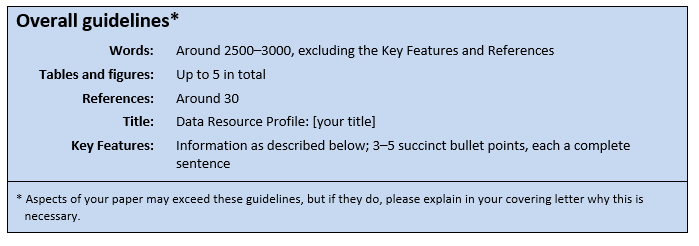 Overall guidelines*
Words: Around 2500–3000, excluding the Key Features and References
Tables and figures: Up to 5 in total
References: Around 30
Title: Data Resource Profile: [your title]
Key Features: Information as described below; 3–5 succinct bullet points, each a complete
sentence
* Aspects of your paper may exceed these guidelines, but if they do, please explain in your covering letter why this is
necessary.